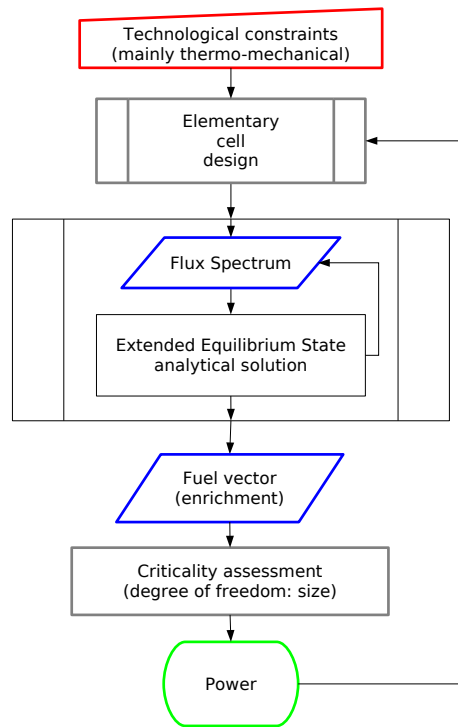 Technological constraints
(mainly thermo-mechanical)
Elementary
cell
design
Flux Spectrum
Extended Equilibrium State
analytical solution
Fuel vector
(enrichment)
Criticality assessment
(degree of freedom: size)
Power